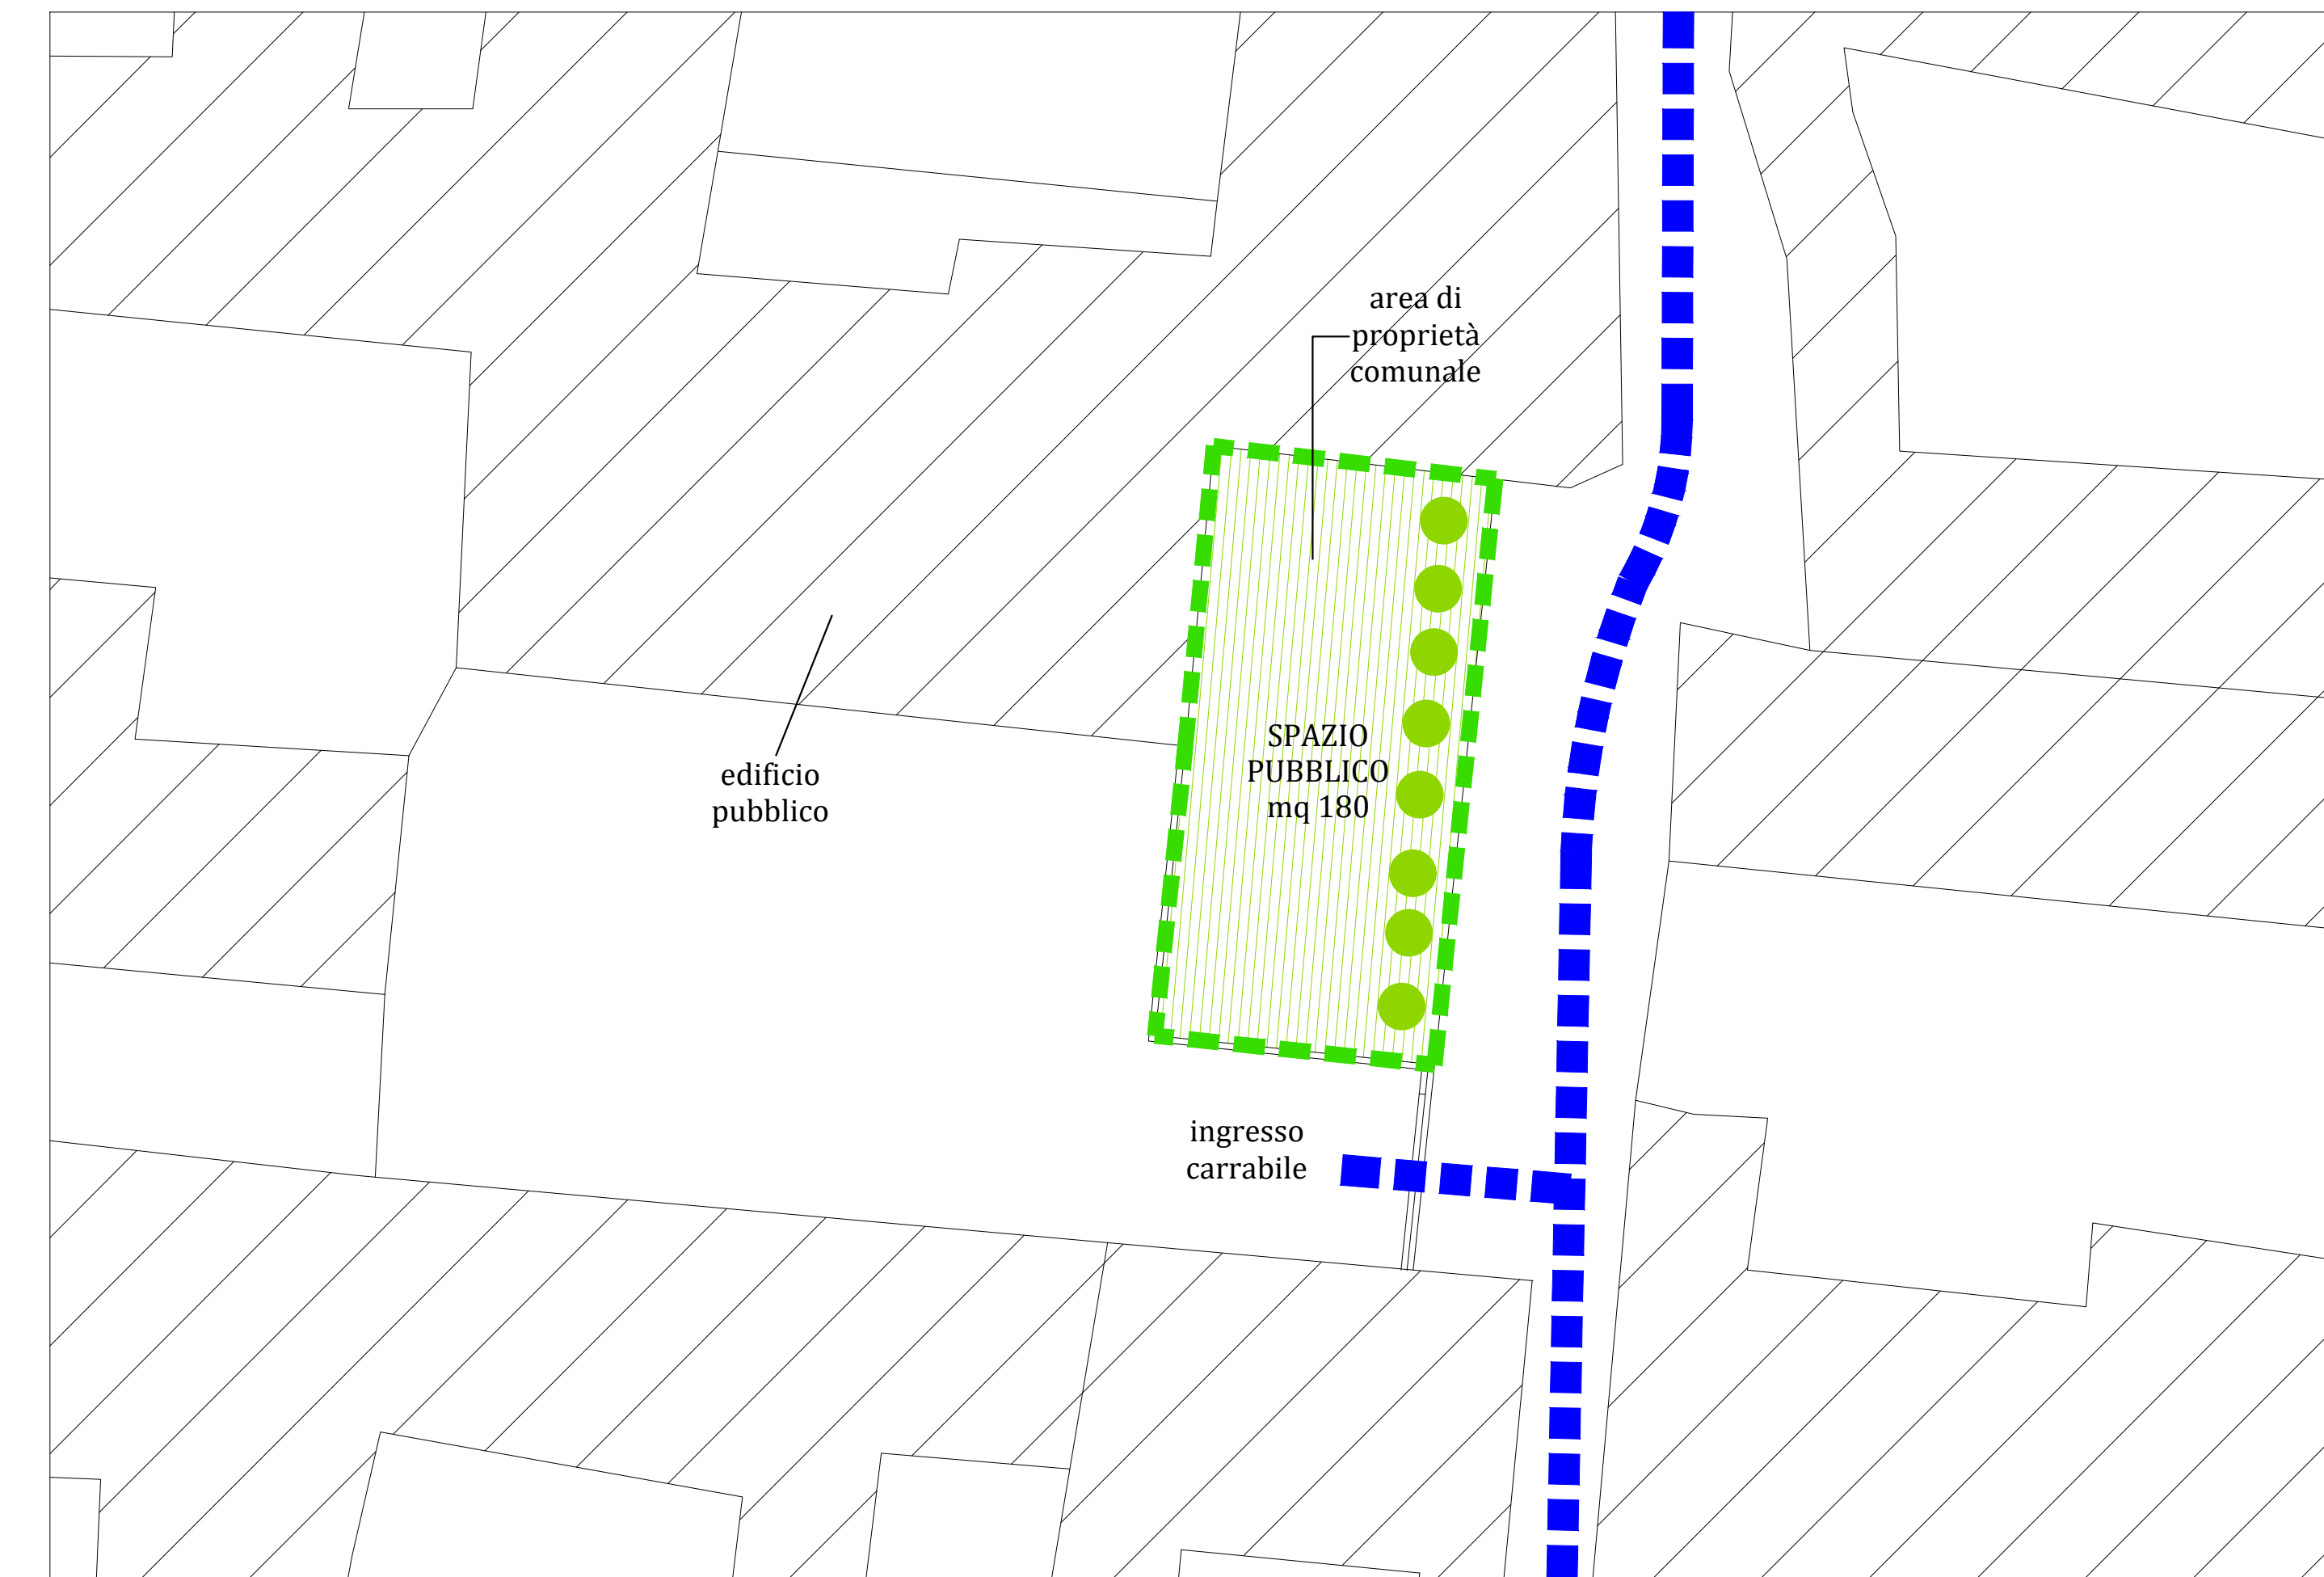 area di
proprietà
comunale
SPAZIO
PUBBLICO
mq 180
edificio
pubblico
ingresso
carrabile